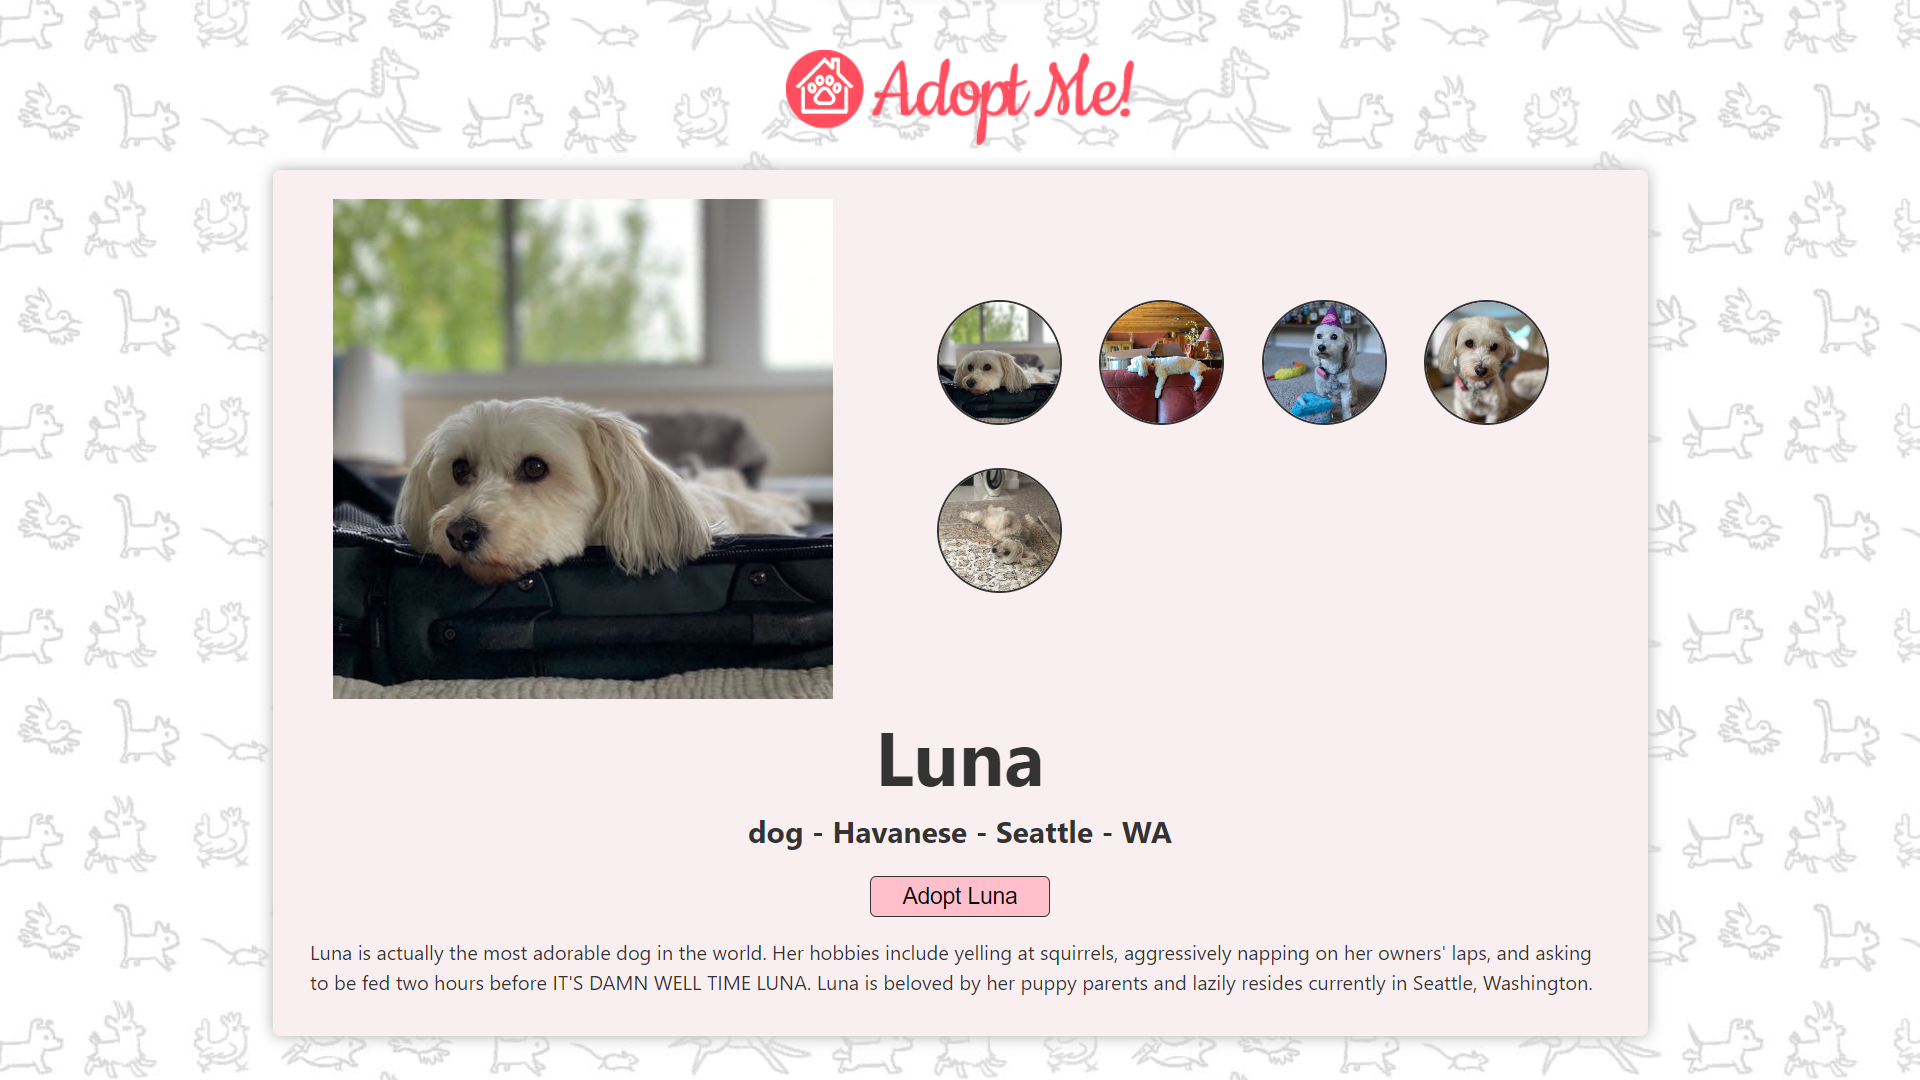 Adopt Me!
Luna
dog - Havanese - Seattle - WA
Adopt Luna
Luna is actually the most adorable dog in the world. Her hobbies include yelling at squirrels, aggressively napping on her owners' laps, and asking
to be fed two hours before IT'S DAMN WELL TIME LUNA. Luna is beloved by her puppy parents and lazily resides currently in Seattle, Washington.